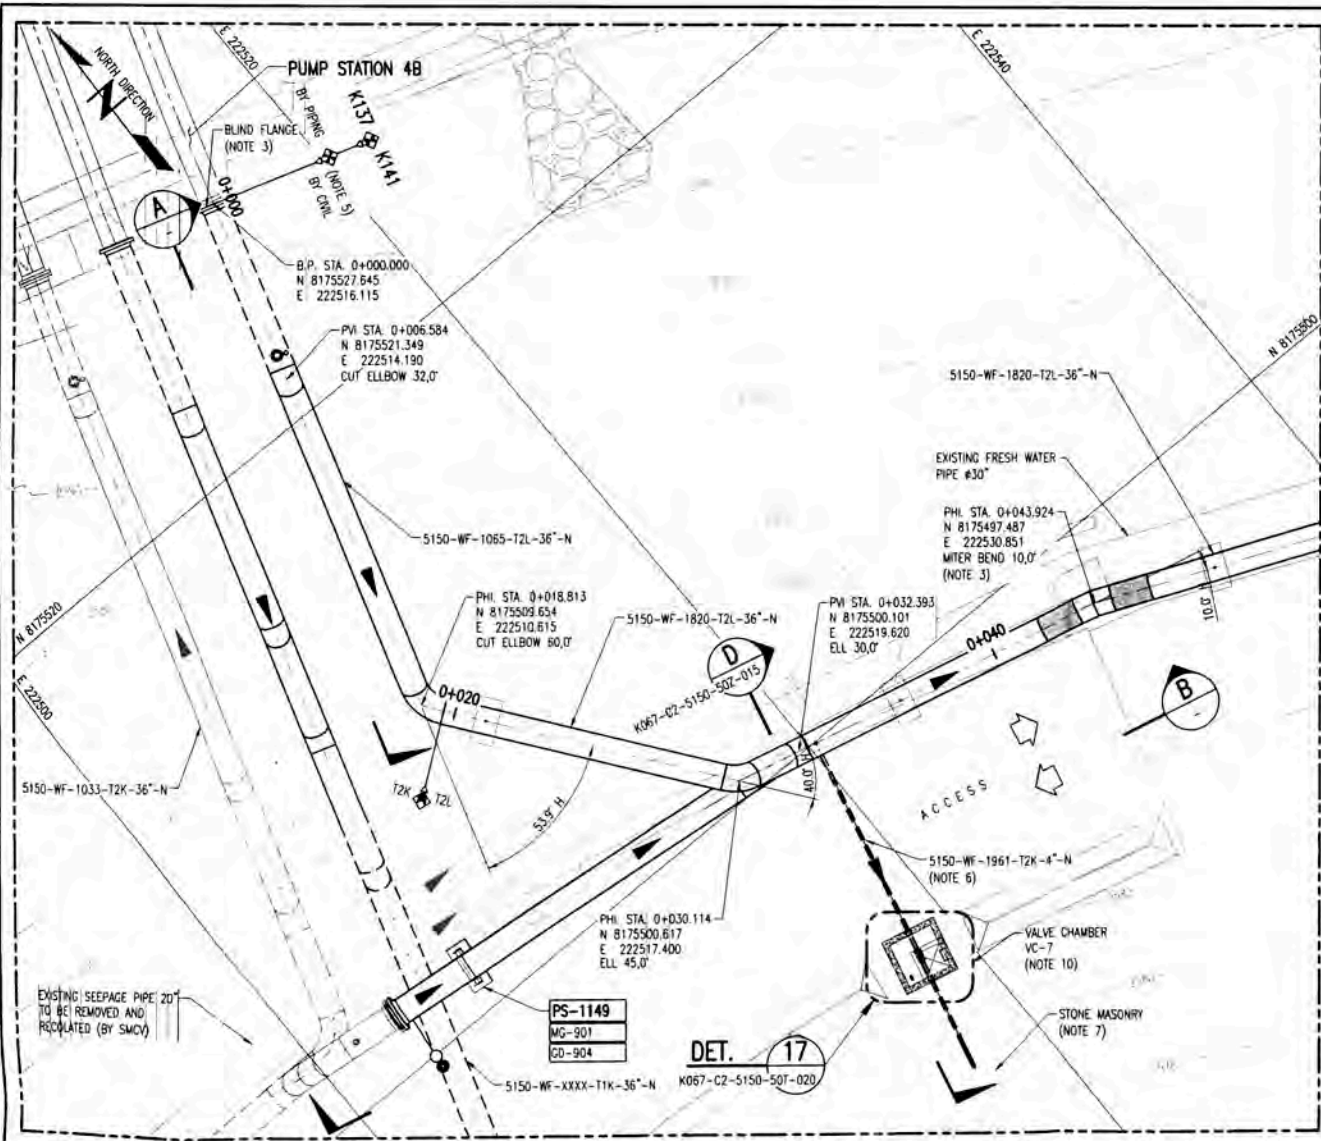 E 222520
PUMP STATION 4B
E 222540
NORTH DIRECTION
N
BY PIPING
K137
BLIND FLANGE
(NOTE 3)
K141
(NOTE 5)
BY CIVIL
0+000
A
B.P. STA. 0+000.000
N 8175527.645
E 222516.115
PVI STA. 0+006.584
N 8175521.349
E 222514.190
CUT ELLBOW 32,0°
N 8175500
5150-WF-1820-T2L-36"-N
EXISTING FRESH WATER
PIPE ø30"
PHI. STA. 0+043.924
N 8175497.487
E 222530.851
MITER BEND 10,0°
(NOTE 3)
5150-WF-1065-T2L-36"-N
PHI. STA. 0+018.813
N 8175509.654
E 222510.615
CUT ELLBOW 60,0°
5150-WF-1820-T2L-36"-N
PVI STA. 0+032.393
N 8175500.101
E 222519.620
ELL 30,0°
10.0°
N 8175520
0+040
D
K067-C2-5150-50Z-015
E 222500
0+020
B
5150-WF-1033-T2K-36"-N
T2K
T2L
53.9° H
40.0° H
ACCESS
5150-WF-1961-T2K-4"-N
(NOTE 6)
PHI. STA. 0+030.114
N 8175500.617
E 222517.400
ELL 45,0°
VALVE CHAMBER
VC-7
(NOTE 10)
EXISTING SEEPAGE PIPE 20"
TO BE REMOVED AND
RECOLATED (BY SMCV)
PS-1149
MG-901
GD-904
STONE MASONRY
(NOTE 7)
DET.
17
K067-C2-5150-50T-020
5150-WF-XXXX-T1K-36"-N